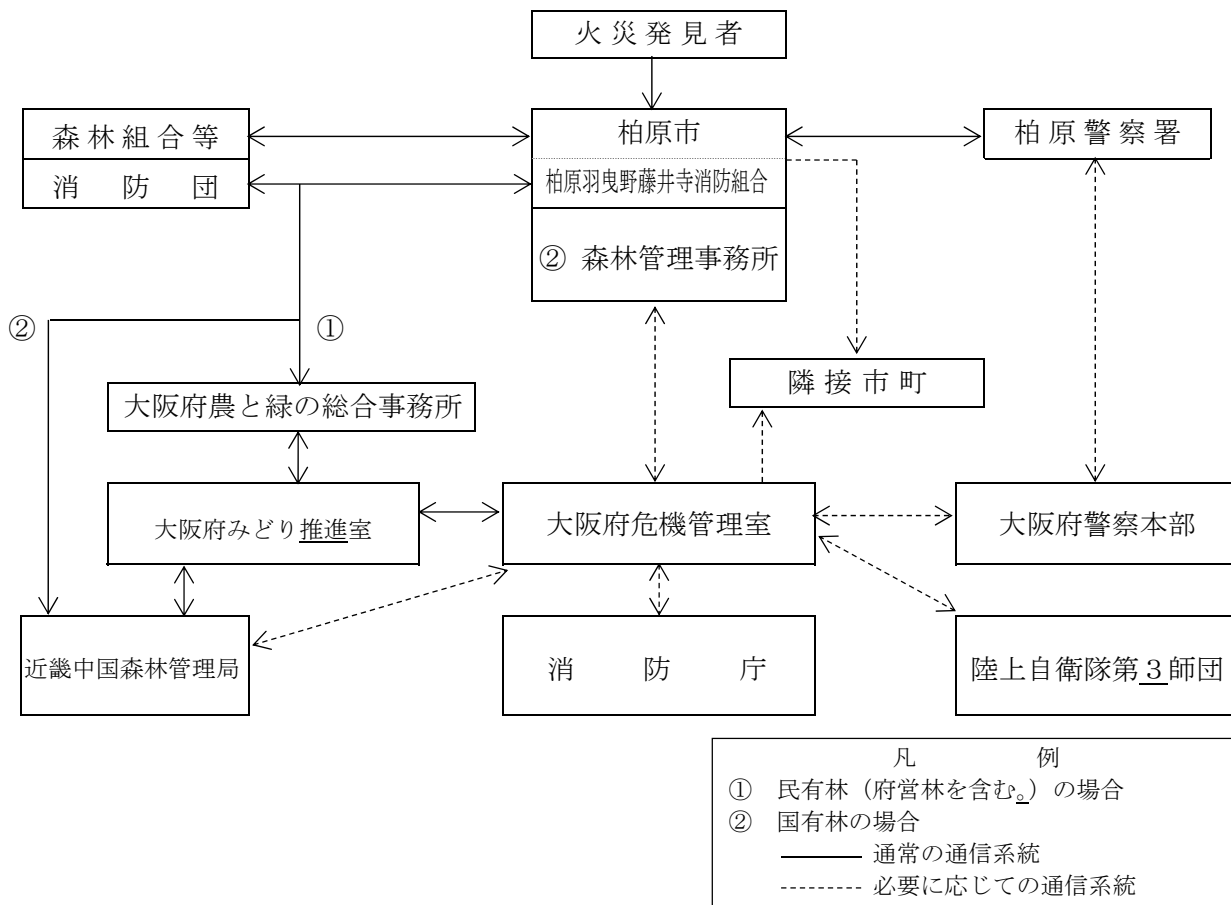 火災発見者
森林組合等
柏原市
柏原警察署
消防団
柏原羽曳野藤井寺消防組合
② 森林管理事務所
②
①
隣接市町
大阪府農と緑の総合事務所
大阪府みどり推進室
大阪府危機管理室
大阪府警察本部
近畿中国森林管理局
消防庁
陸上自衛隊第３師団
凡例
① 民有林（府営林を含む。）の場合
② 国有林の場合
通常の通信系統
必要に応じての通信系統